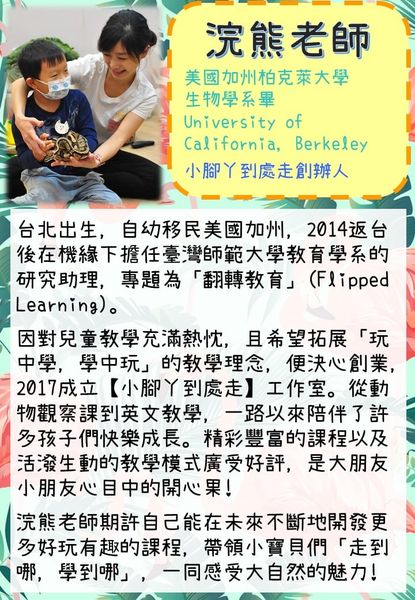 浣熊老師
美國加州柏克萊大學
生物學系畢
University of
California, Berkeley
小腳丫到處走創辦人
台北出生，自幼移民美國加州，2014返台
後在機緣下擔任臺灣師範大學教育學系的
研究助理，專題為「翻轉教育」(Flipped
Learning)。
因對兒童教學充滿熱忱，且希望拓展「玩
中學，學中玩」的教學理念，便決心創業，
2017成立【小腳丫到處走】工作室。從動
物觀察課到英文教學，一路以來陪伴了許
多孩子們快樂成長。精彩豐富的課程以及
活潑生動的教學模式廣受好評，是大朋友
小朋友心目中的開心果！
浣熊老師期許自己能在未來不斷地開發更
多好玩有趣的課程，帶領小寶貝們「走到
哪，學到哪」，一同感受大自然的魅力！